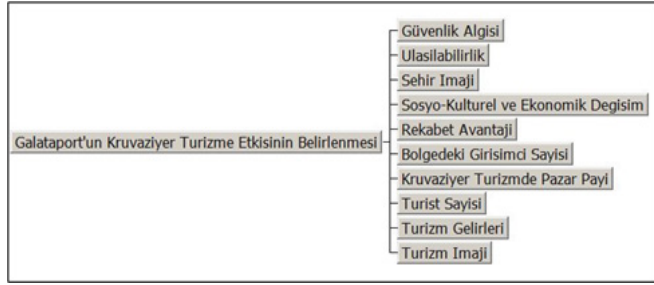 Güvenlik Algisi
Ulasilabilirlik
Sehir Imaji
Sosyo-Kulturel ve Ekonomik Degisim
Galataport'un Kruvaziyer Turizme Etkisinin Belirlenmesi
Rekabet Avantaji
Bolgedeki Girisimci Sayisi
Kruvaziyer Turizmde Pazar Payi
Turist Sayisi
Turizm Gelirleri
Turizm Imaji